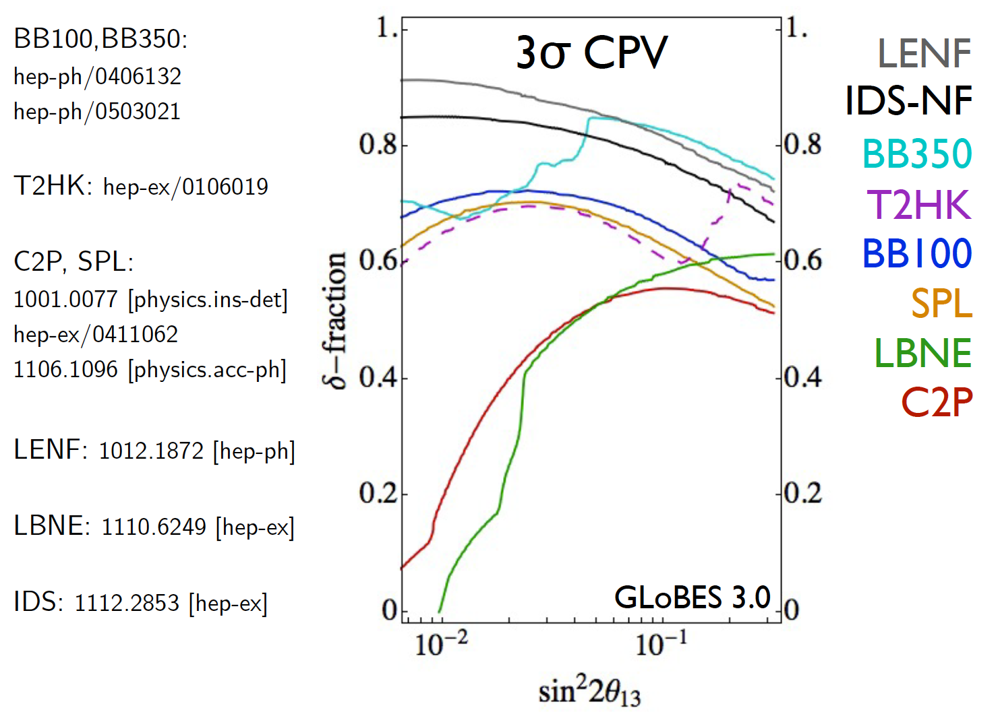 BB100,BB350:
hep-ph/0406132
hep-ph/0503021
T2HK: hep-ex/0106019
C2P, SPL:
1001.0077 [physics.ins-det]
hep-ex/0411062
1106.1096 [physics.acc-ph]
LENF: 1012.1872 [hep-ph]
LBNE: 1110.6249 [hep-ex]
IDS: 1112.2853 [hep-ex]
3σ CPV
1.
0.8
0.6
0.4
0.2
0
δ−fraction
1.
0.8
0.6
0.4
0.2
0
GLoBES 3.0
10⁻² 10⁻¹
sin²2θ₁₃
LENF
IDS-NF
BB350
T2HK
BB100
SPL
LBNE
C2P